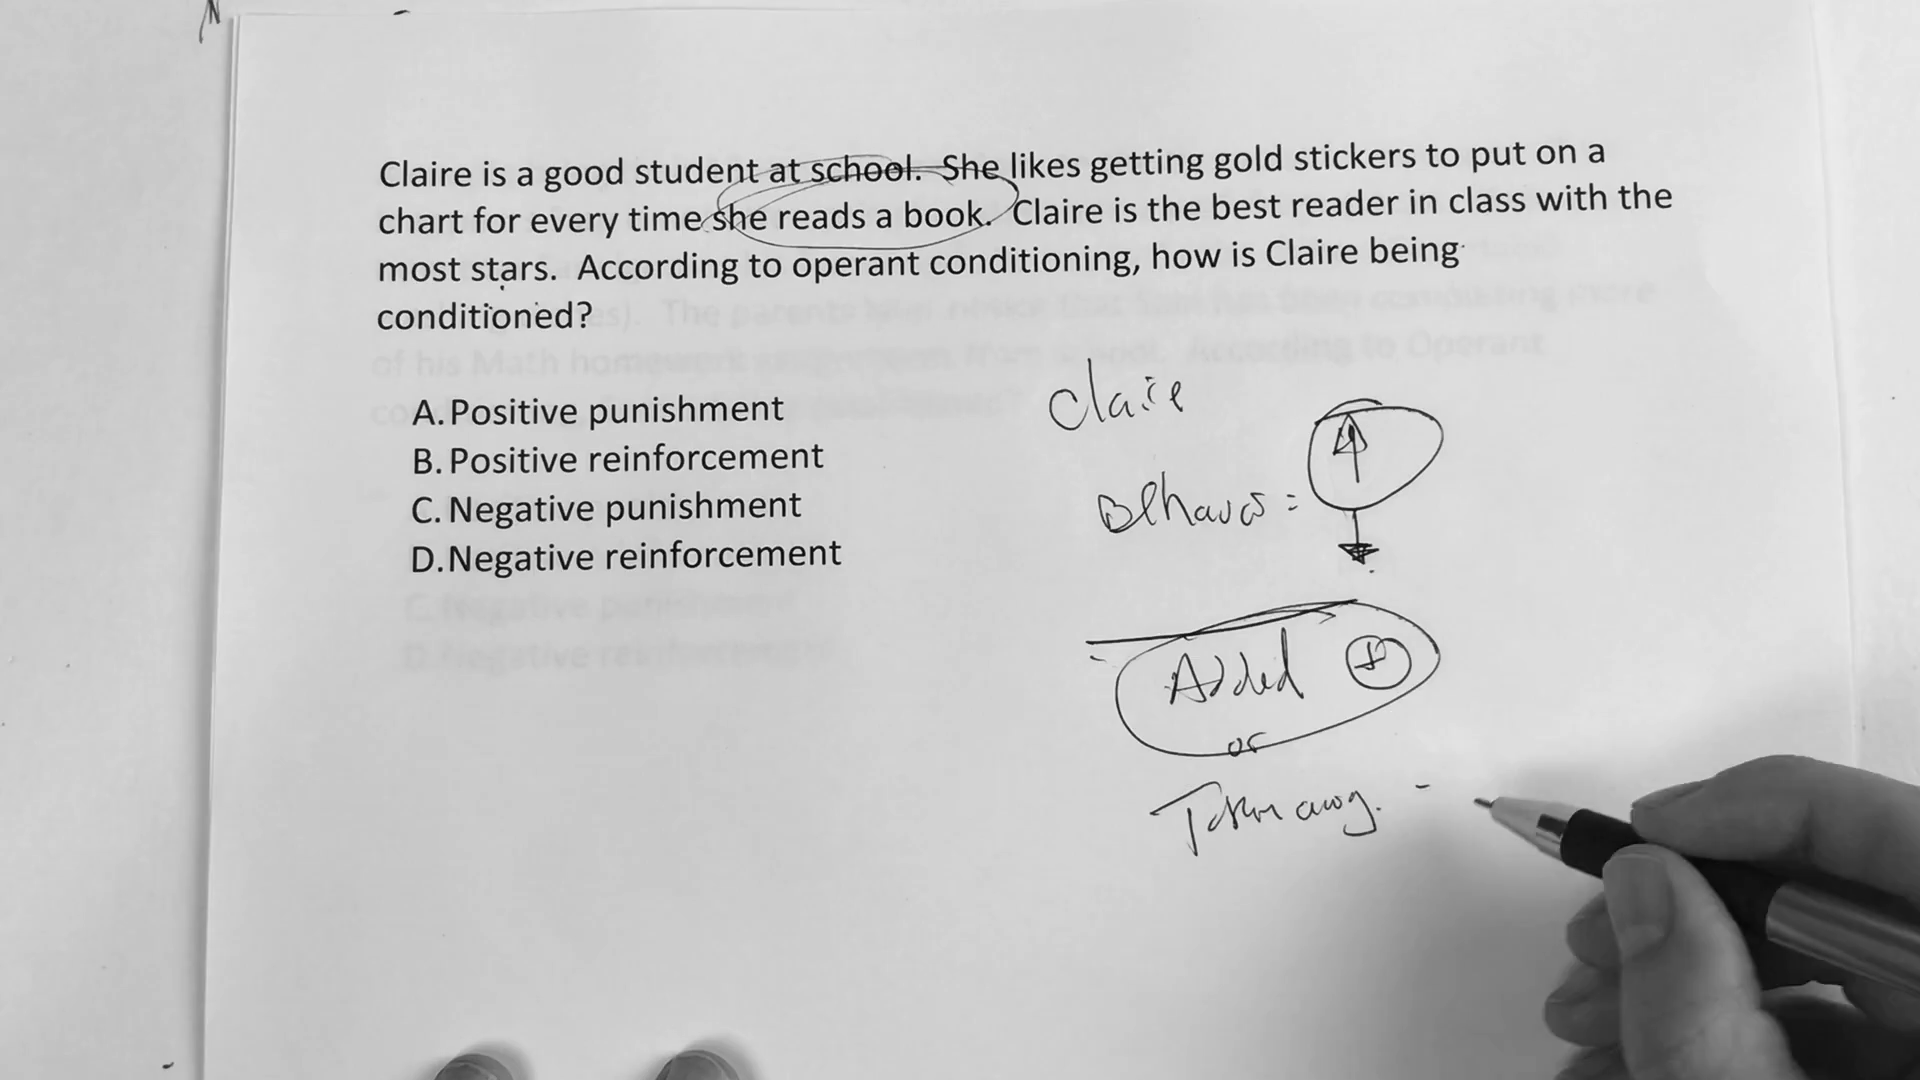 Claire is a good student at school. She likes getting gold stickers to put on a
chart for every time she reads a book. Claire is the best reader in class with the
most stars. According to operant conditioning, how is Claire being
conditioned?
A. Positive punishment
B. Positive reinforcement
C. Negative punishment
D. Negative reinforcement
Claire
=
Added +
or
away. -